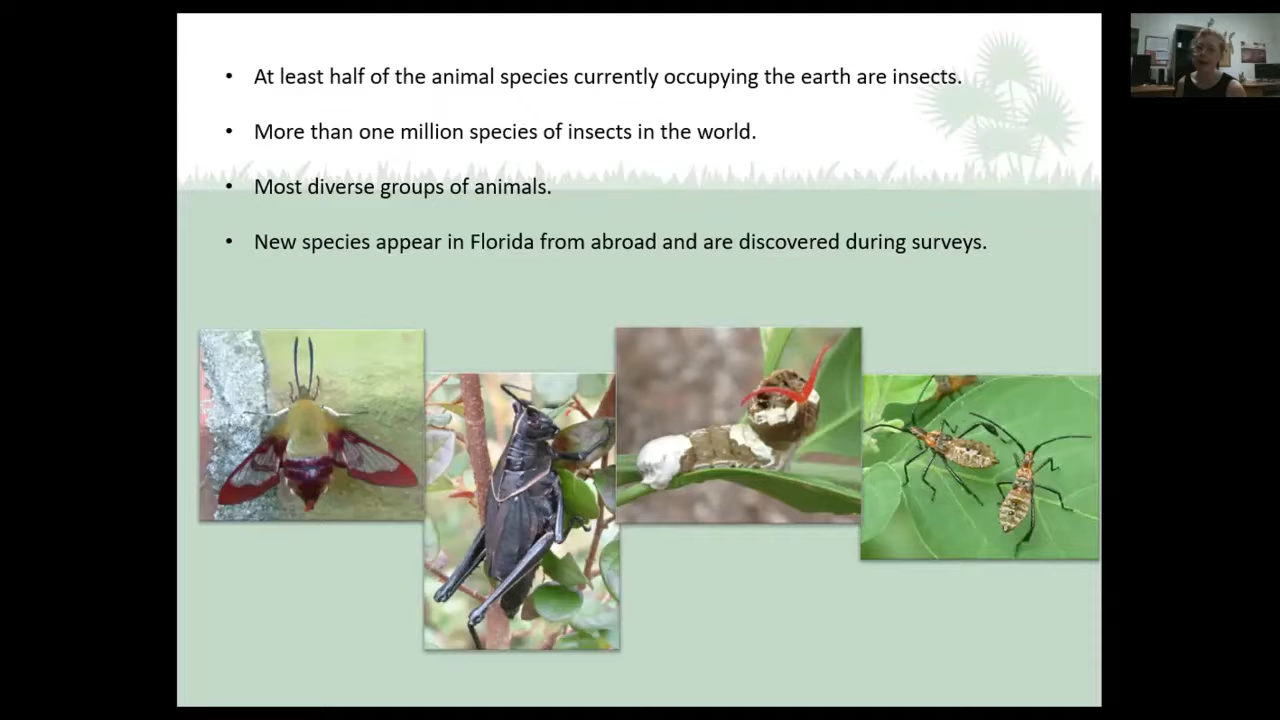 • At least half of the animal species currently occupying the earth are insects.
• More than one million species of insects in the world.
• Most diverse groups of animals.
• New species appear in Florida from abroad and are discovered during surveys.